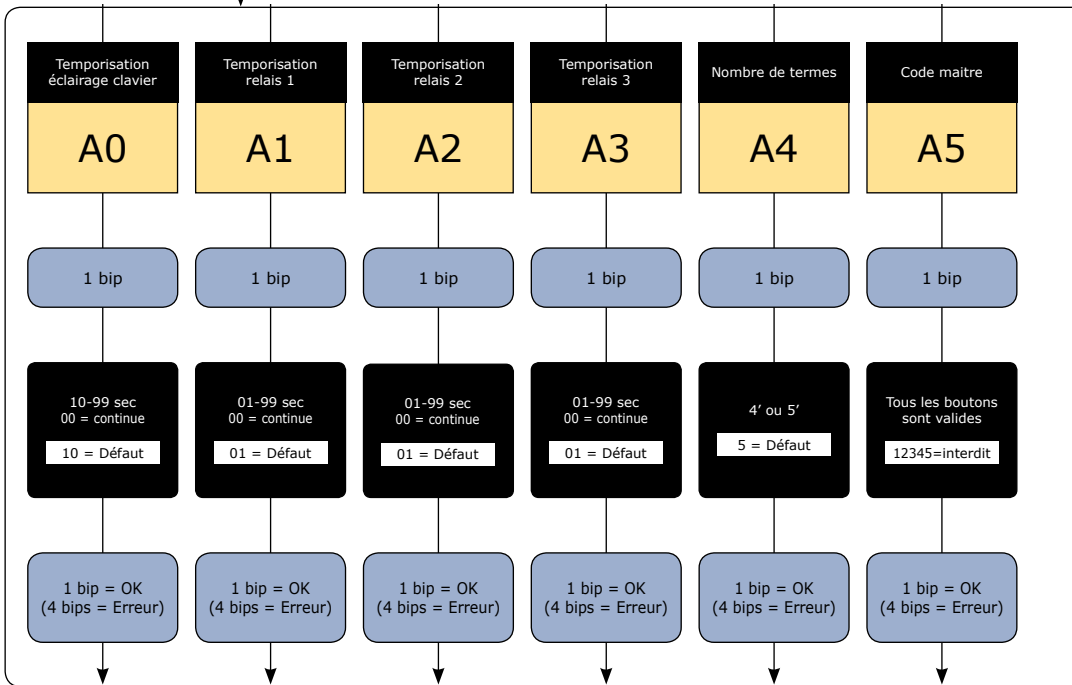 Temporisation
éclairage clavier
A0
1 bip
10-99 sec
00 = continue
10 = Défaut
1 bip = OK
(4 bips = Erreur)
Temporisation
relais 1
A1
1 bip
01-99 sec
00 = continue
01 = Défaut
1 bip = OK
(4 bips = Erreur)
Temporisation
relais 2
A2
1 bip
01-99 sec
00 = continue
01 = Défaut
1 bip = OK
(4 bips = Erreur)
Temporisation
relais 3
A3
1 bip
01-99 sec
00 = continue
01 = Défaut
1 bip = OK
(4 bips = Erreur)
Nombre de termes
A4
1 bip
4’ ou 5’
5 = Défaut
1 bip = OK
(4 bips = Erreur)
Code maitre
A5
1 bip
Tous les boutons
sont valides
12345=interdit
1 bip = OK
(4 bips = Erreur)